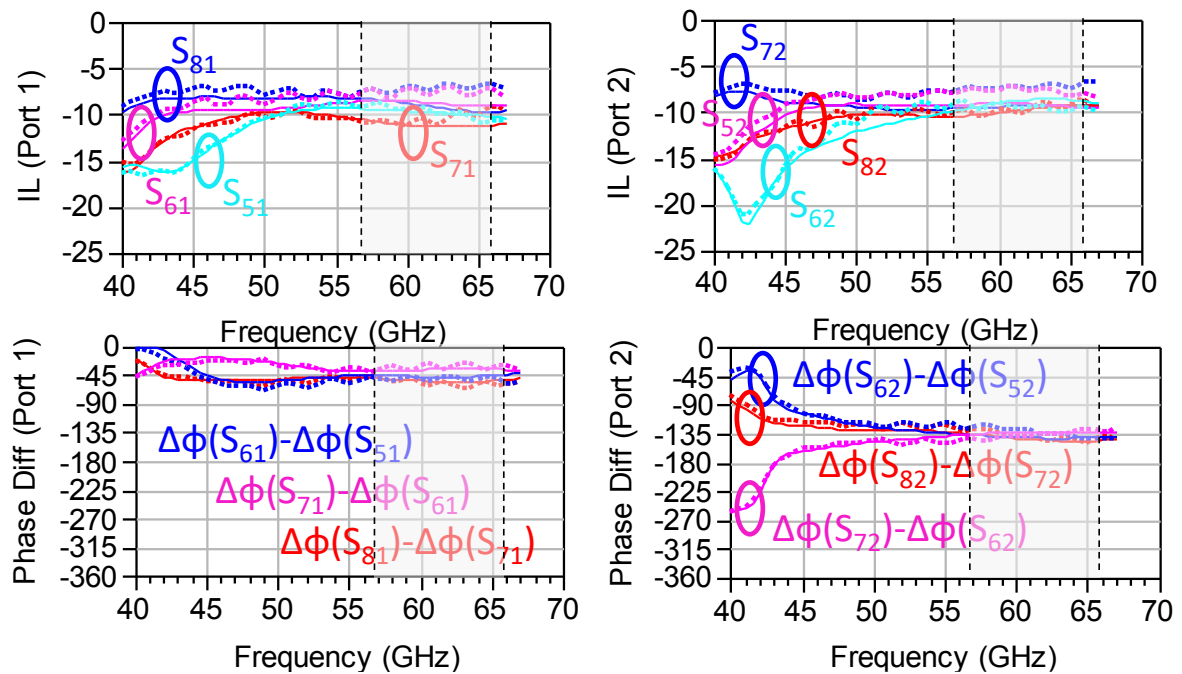 IL (Port 1)
0
-5
-10
-15
-20
-25
S81
S61
S51
S71
40 45 50 55 60 65 70
Frequency (GHz)
IL (Port 2)
0
-5
-10
-15
-20
-25
S72
S52
S82
S62
40 45 50 55 60 65 70
Frequency (GHz)
Phase Diff (Port 1)
0
-45
-90
-135
-180
-225
-270
-315
-360
Δϕ(S61)-Δϕ(S51)
Δϕ(S71)-Δϕ(S61)
Δϕ(S81)-Δϕ(S71)
40 45 50 55 60 65 70
Frequency (GHz)
Phase Diff (Port 2)
0
-45
-90
-135
-180
-225
-270
-315
-360
Δϕ(S62)-Δϕ(S52)
Δϕ(S82)-Δϕ(S72)
Δϕ(S72)-Δϕ(S62)
40 45 50 55 60 65 70
Frequency (GHz)